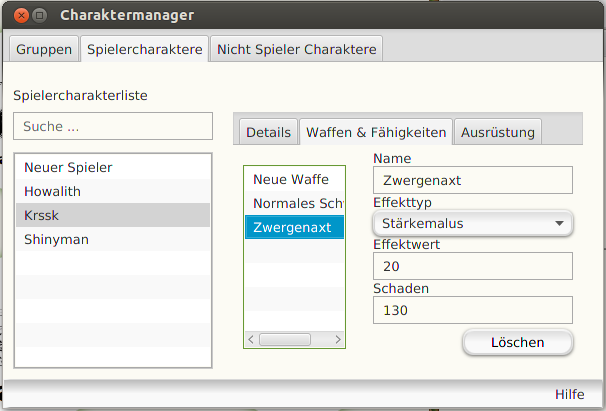 Charaktermanager
Gruppen Spielercharaktere Nicht Spieler Charaktere
Spielercharakterliste
Suche ...
Neuer Spieler
Howalith
Krssk
Shinyman
Details Waffen & Fähigkeiten Ausrüstung
Neue Waffe
Normales Sch
Zwergenaxt
Name
Zwergenaxt
Effekttyp
Stärkemalus
Effektwert
20
Schaden
130
Löschen
Hilfe